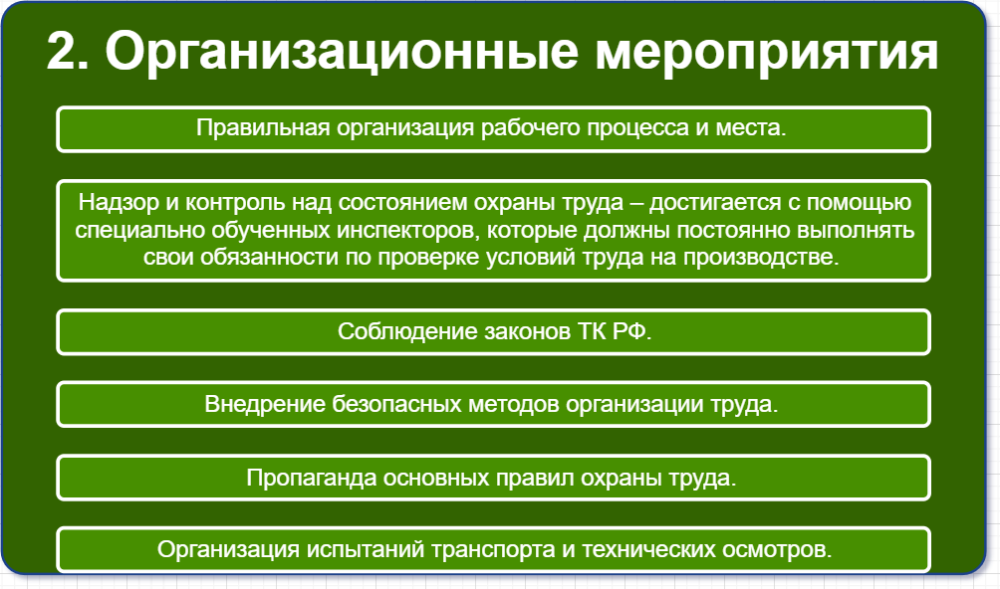 2. Организационные мероприятия
Правильная организация рабочего процесса и места.
Надзор и контроль над состоянием охраны труда – достигается с помощью
специально обученных инспекторов, которые должны постоянно выполнять
свои обязанности по проверке условий труда на производстве.
Соблюдение законов ТК РФ.
Внедрение безопасных методов организации труда.
Пропаганда основных правил охраны труда.
Организация испытаний транспорта и технических осмотров.